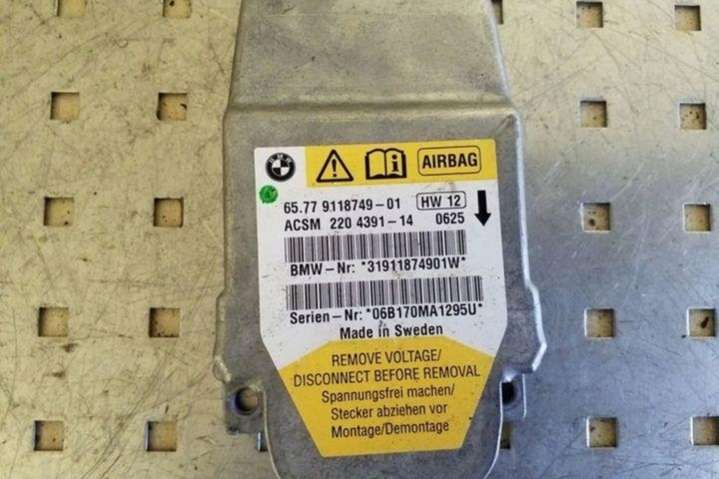 BMW AIRBAG
65.77 9118749-01 HW 12
ACSM 220 4391-14 0625
BMW-Nr: *31911874901W*
Serien-Nr: *06B170MA1295U*
Made in Sweden
REMOVE VOLTAGE/
DISCONNECT BEFORE REMOVAL
Spannungsfrei machen/
Stecker abziehen vor
Montage/Demontage